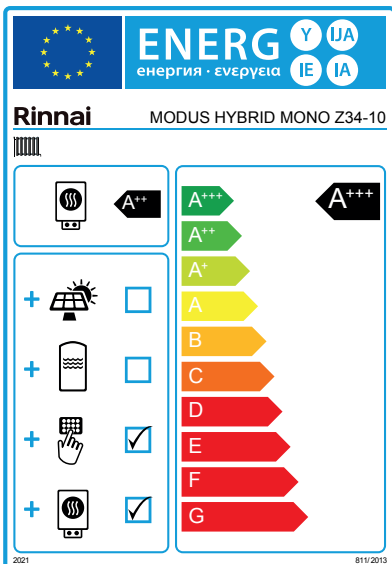 ENERG Y IJA
енергия · ενεργεια IE IA
Rinnai MODUS HYBRID MONO Z34-10
A++ A+++ A+++
A++
A+
A
B
C
+ D
+ E
+ F
+ G
2021 811/2013